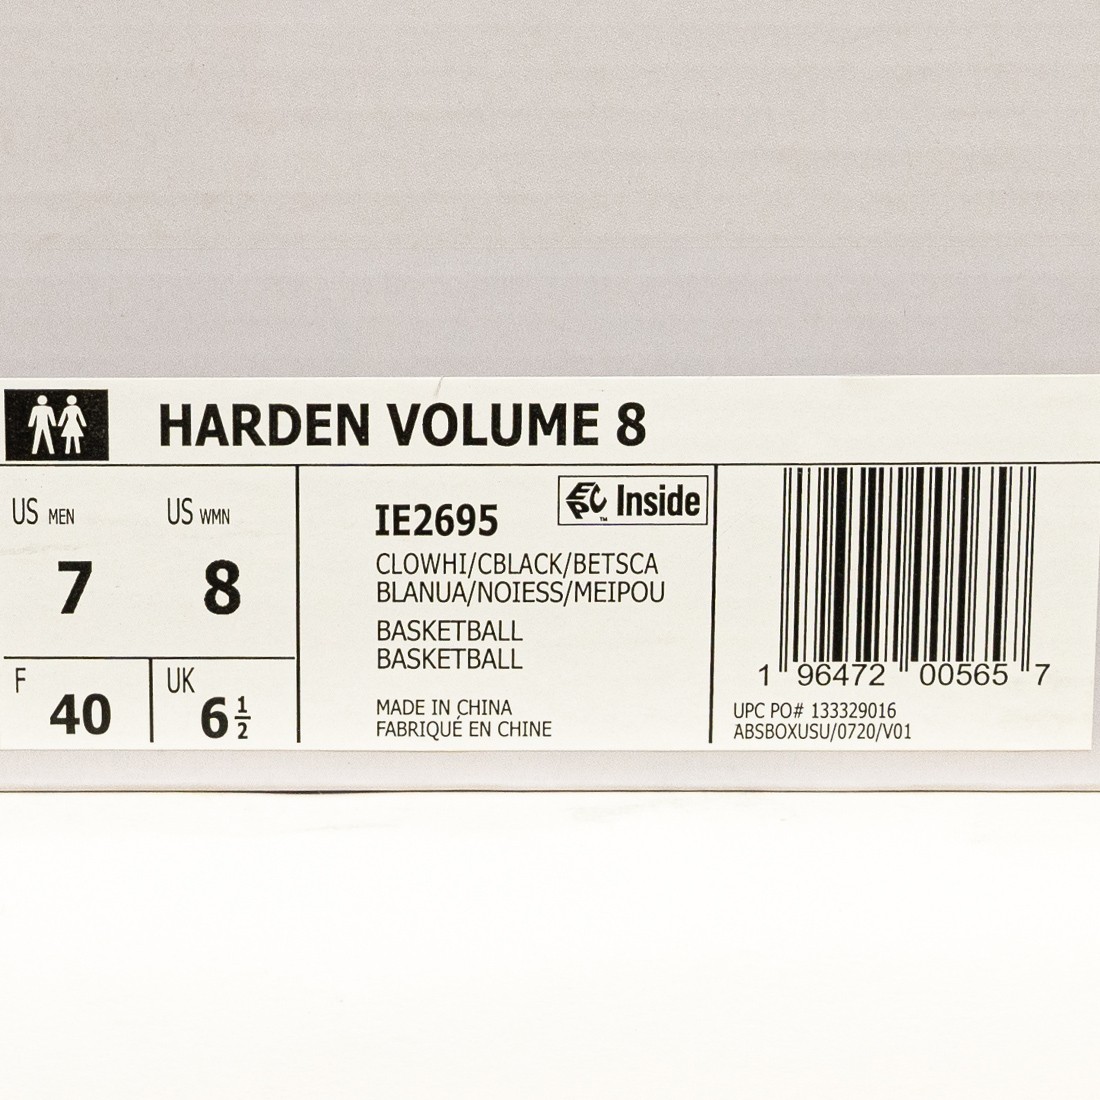 HARDEN VOLUME 8
US MEN
7
US WMN
8
F
40
UK
6 1/2
IE2695
EPC Inside
™
CLOWHI/CBLACK/BETSCA
BLANUA/NOIESS/MEIPOU
BASKETBALL
BASKETBALL
MADE IN CHINA
FABRIQUÉ EN CHINE
1 96472 00565 7
UPC PO# 133329016
ABSBOXUSU/0720/V01